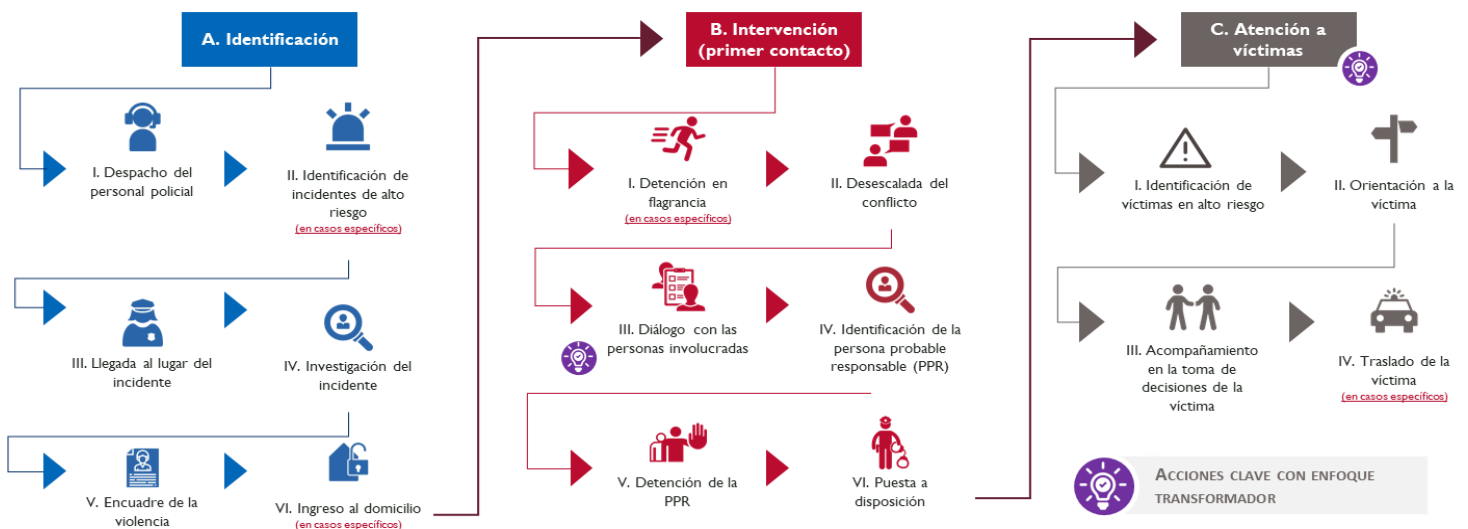 A. Identificación
I. Despacho del
personal policial
II. Identificación de
incidentes de alto
riesgo
(en casos específicos)
III. Llegada al lugar del
incidente
IV. Investigación del
incidente
V. Encuadre de la
violencia
VI. Ingreso al domicilio
(en casos específicos)
B. Intervención
(primer contacto)
I. Detención en
flagrancia
(en casos específicos)
II. Desescalada del
conflicto
III. Diálogo con las
personas involucradas
IV. Identificación de la
persona probable
responsable (PPR)
V. Detención de la
PPR
VI. Puesta a
disposición
C. Atención a
víctimas
I. Identificación de
víctimas en alto riesgo
II. Orientación a la
víctima
III. Acompañamiento
en la toma de
decisiones de la
víctima
IV. Traslado de la
víctima
(en casos específicos)
ACCIONES CLAVE CON ENFOQUE
TRANSFORMADOR